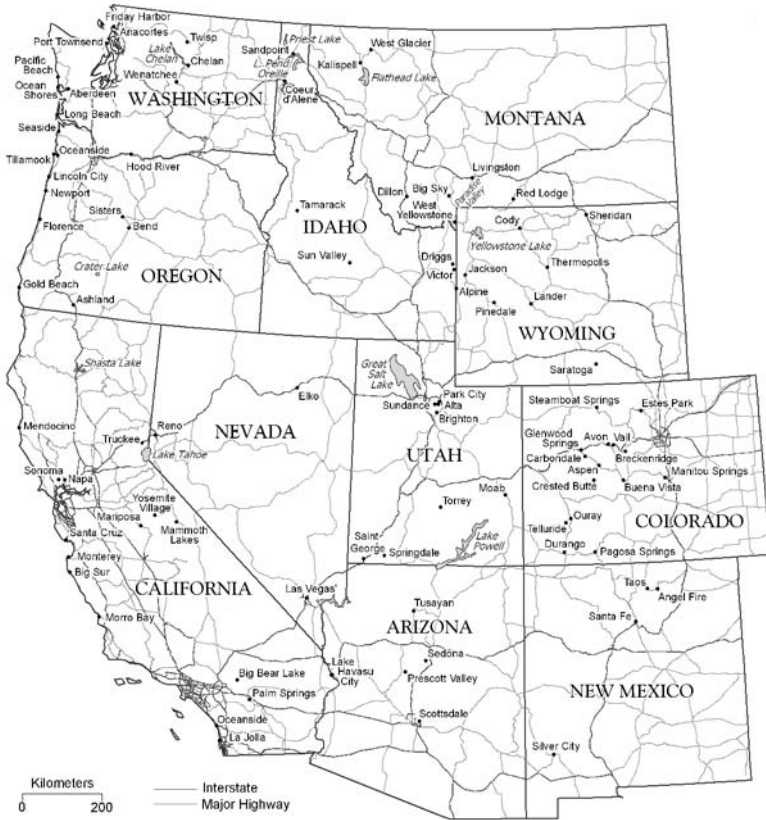 Friday Harbor
Anacortes
Port Townsend
Twisp
Lake
Chelan
Chelan
Pacific
Beach
Wenatchee
Ocean
Shores
Aberdeen
WASHINGTON
Long Beach
Seaside
Sandpoint
Priest Lake
L. Pend
Oreille
Coeur
d'Alene
West Glacier
Kalispell
Flathead Lake
MONTANA
Tillamook
Oceanside
Hood River
Lincoln City
Newport
Sisters
Bend
Florence
Crater Lake
OREGON
Gold Beach
Ashland
Tamarack
IDAHO
Sun Valley
Dillon
Big Sky
West
Yellowstone
Paradise
Valley
Livingston
Red Lodge
Driggs
Victor
Alpine
Cody
Sheridan
Yellowstone Lake
Jackson
Thermopolis
Pinedale
Lander
WYOMING
Saratoga
Shasta Lake
Great
Salt
Lake
Elko
Park City
Sundance
Alta
Brighton
Mendocino
Truckee
Reno
Lake Tahoe
NEVADA
UTAH
Steamboat Springs
Estes Park
Glenwood
Springs
Avon
Vail
Carbondale
Breckenridge
Aspen
Manitou Springs
Crested Butte
Buena Vista
Ouray
Telluride
COLORADO
Durango
Pagosa Springs
Sonoma
Napa
Yosemite
Village
Mariposa
Mammoth
Lakes
Santa Cruz
Monterey
Big Sur
CALIFORNIA
Morro Bay
Moab
Torrey
Saint
George
Springdale
Lake
Powell
Las Vegas
Tusayan
ARIZONA
Taos
Angel Fire
Santa Fe
Big Bear Lake
Lake
Havasu
City
Sedona
Prescott Valley
NEW MEXICO
Palm Springs
Oceanside
Scottsdale
La Jolla
Silver City
Kilometers
0
200
Interstate
Major Highway